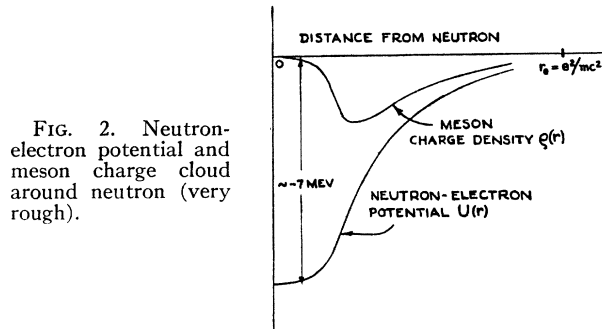 FIG. 2. Neutron-
electron potential and
meson charge cloud
around neutron (very
rough).
DISTANCE FROM NEUTRON
O
r₀ = e²/mc²
MESON
CHARGE DENSITY ρ(r)
~-7 MEV
NEUTRON-ELECTRON
POTENTIAL U(r)